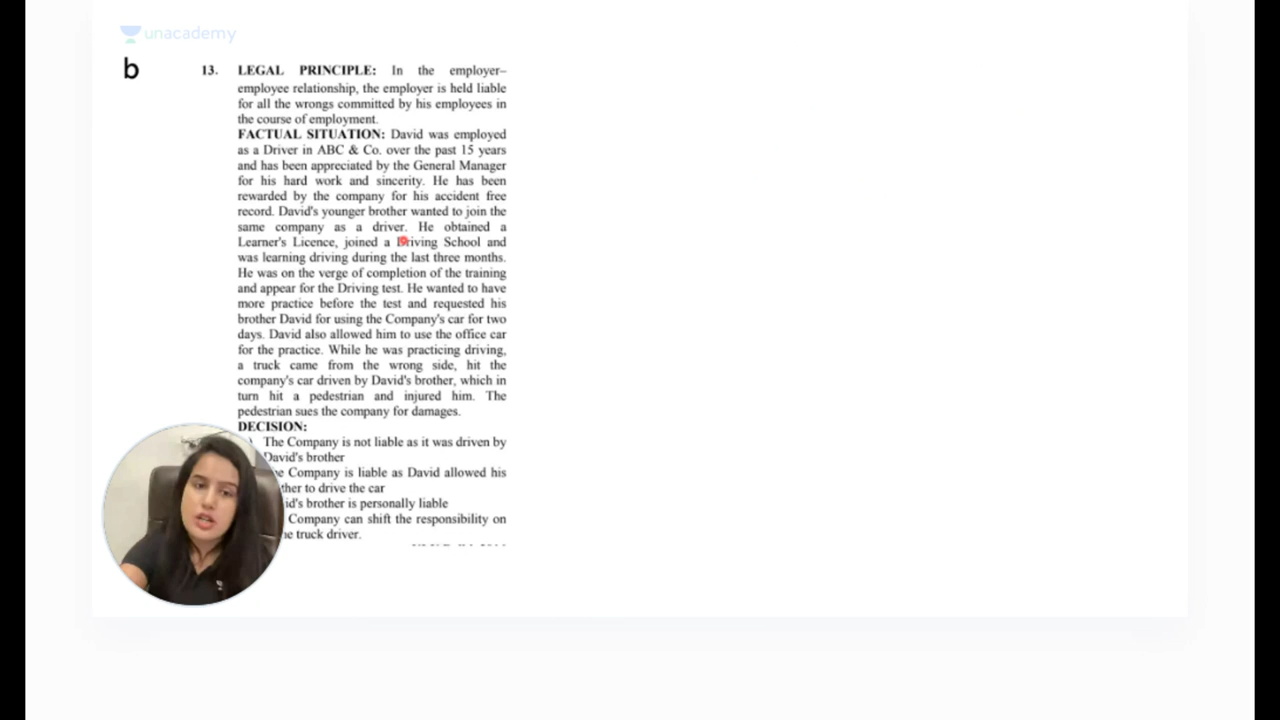 unacademy
b
13. LEGAL PRINCIPLE: In the employer–
employee relationship, the employer is held liable
for all the wrongs committed by his employees in
the course of employment.
FACTUAL SITUATION: David was employed
as a Driver in ABC & Co. over the past 15 years
and has been appreciated by the General Manager
for his hard work and sincerity. He has been
rewarded by the company for his accident free
record. David's younger brother wanted to join the
same company as a driver. He obtained a
Learner's Licence, joined a Driving School and
was learning driving during the last three months.
He was on the verge of completion of the training
and appear for the Driving test. He wanted to have
more practice before the test and requested his
brother David for using the Company's car for two
days. David also allowed him to use the office car
for the practice. While he was practicing driving,
a truck came from the wrong side, hit the
company's car driven by David's brother, which in
turn hit a pedestrian and injured him. The
pedestrian sues the company for damages.
DECISION:
The Company is not liable as it was driven by
David's brother
Company is liable as David allowed his
to drive the car
brother is personally liable
Company can shift the responsibility on
truck driver.